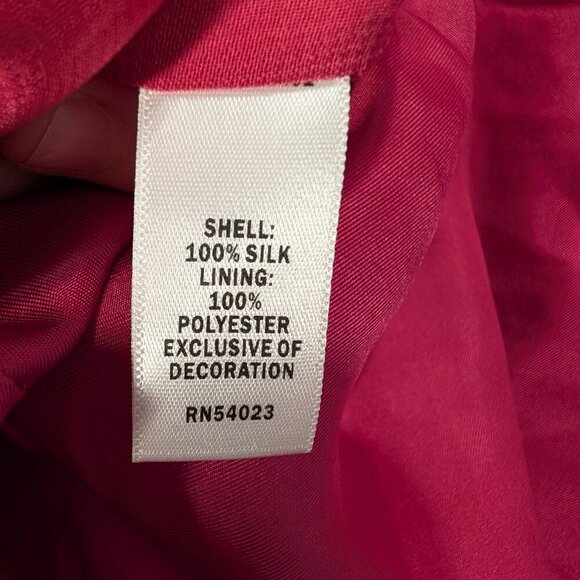 SHELL:
100% SILK
LINING:
100%
POLYESTER
EXCLUSIVE OF
DECORATION
RN54023